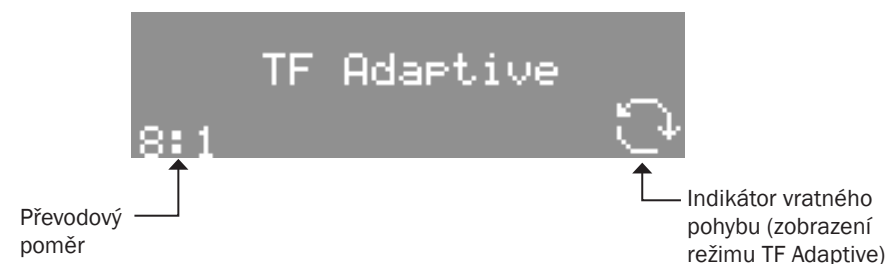 TF Adaptive
8:1
Převodový
poměr
Indikátor vratného
pohybu (zobrazení
režimu TF Adaptive)